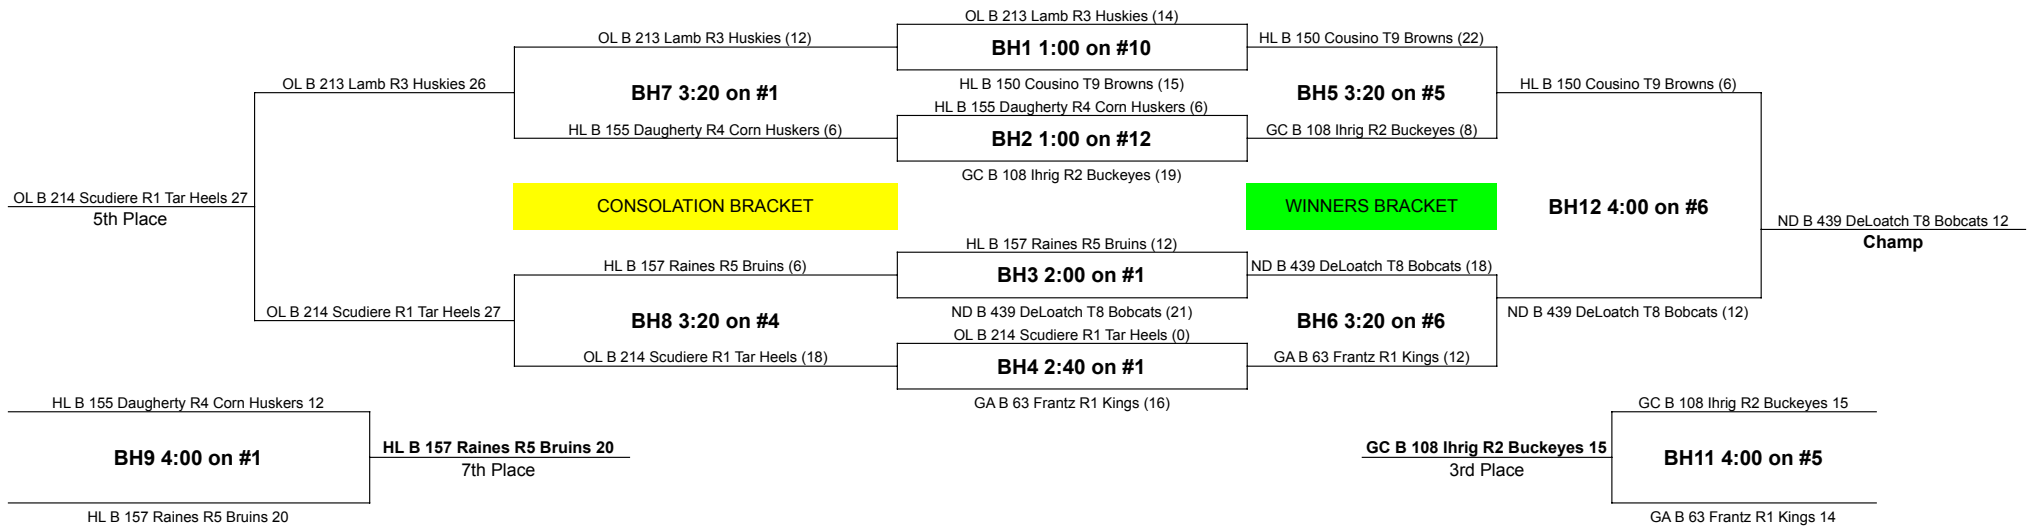 OL B 213 Lamb R3 Huskies (14)
OL B 213 Lamb R3 Huskies (12)
BH1 1:00 on #10
HL B 150 Cousino T9 Browns (22)
OL B 213 Lamb R3 Huskies 26
BH7 3:20 on #1
HL B 150 Cousino T9 Browns (15)
BH5 3:20 on #5
HL B 150 Cousino T9 Browns (6)
HL B 155 Daugherty R4 Corn Huskers (6)
HL B 155 Daugherty R4 Corn Huskers (6)
BH2 1:00 on #12
GC B 108 Ihrig R2 Buckeyes (8)
GC B 108 Ihrig R2 Buckeyes (19)
OL B 214 Scudiere R1 Tar Heels 27
5th Place
CONSOLATION BRACKET
WINNERS BRACKET
BH12 4:00 on #6
ND B 439 DeLoatch T8 Bobcats 12
Champ
HL B 157 Raines R5 Bruins (12)
HL B 157 Raines R5 Bruins (6)
BH3 2:00 on #1
ND B 439 DeLoatch T8 Bobcats (18)
OL B 214 Scudiere R1 Tar Heels 27
BH8 3:20 on #4
ND B 439 DeLoatch T8 Bobcats (21)
BH6 3:20 on #6
ND B 439 DeLoatch T8 Bobcats (12)
OL B 214 Scudiere R1 Tar Heels (0)
OL B 214 Scudiere R1 Tar Heels (18)
BH4 2:40 on #1
GA B 63 Frantz R1 Kings (12)
GA B 63 Frantz R1 Kings (16)
HL B 155 Daugherty R4 Corn Huskers 12
BH9 4:00 on #1
HL B 157 Raines R5 Bruins 20
7th Place
HL B 157 Raines R5 Bruins 20
GC B 108 Ihrig R2 Buckeyes 15
GC B 108 Ihrig R2 Buckeyes 15
3rd Place
BH11 4:00 on #5
GA B 63 Frantz R1 Kings 14